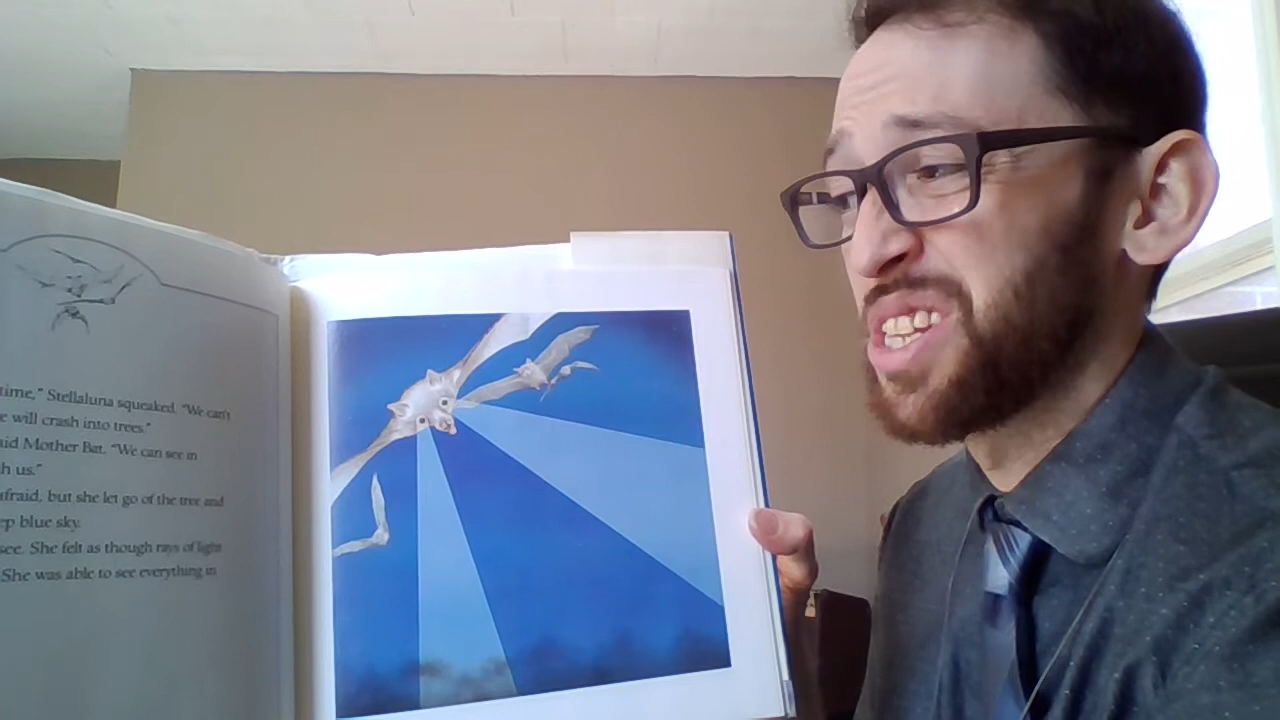 time,” Stellaluna squeaked. “We can't
e will crash into trees.”
aid Mother Bat. “We can see in
h us.”
afraid, but she let go of the tree and
ep blue sky.
see. She felt as though rays of light
She was able to see everything in